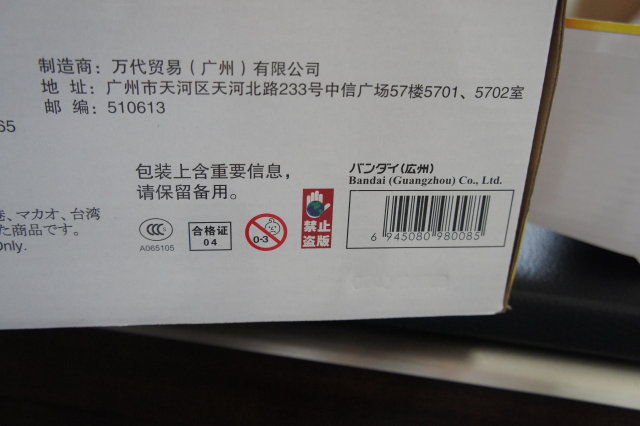 制造商：万代贸易（广州）有限公司
地 址：广州市天河区天河北路233号中信广场57楼5701、5702室
邮 编：510613
65
包装上含重要信息，
请保留备用。
バンダイ(広州)
Bandai (Guangzhou) Co., Ltd.
マカオ、台湾
た商品です。
Only.
CCC
A065105
合格证
04
0-3
禁止
盗版
6 945080 980085